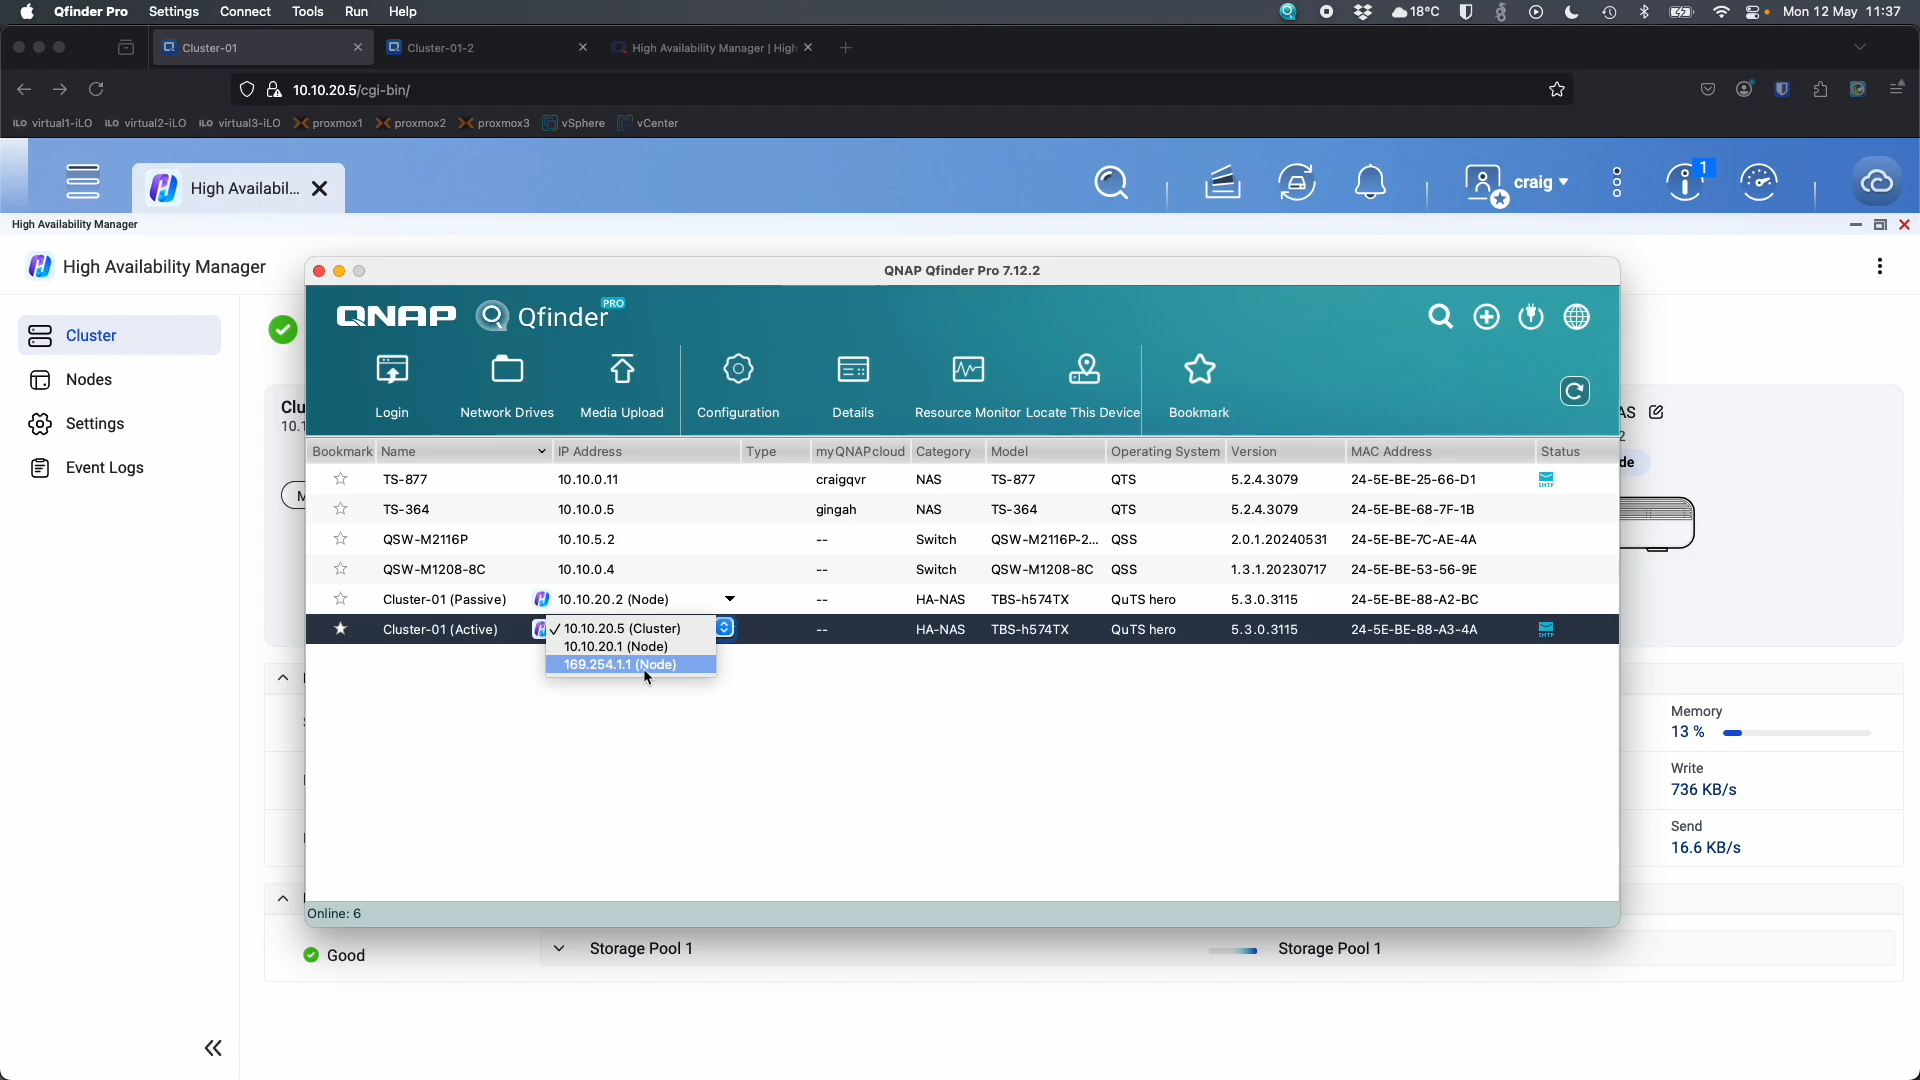 Qfinder Pro Settings Connect Tools Run Help 18°C Mon 12 May 11:37
Cluster-01 Cluster-01-2 High Availability Manager | High
10.10.20.5/cgi-bin/
iLO virtual1-iLO iLO virtual2-iLO iLO virtual3-iLO proxmox1 proxmox2 proxmox3 vSphere vCenter
High Availabil... craig 1
High Availability Manager
High Availability Manager
Cluster
Nodes
Settings
Event Logs
QNAP Qfinder Pro 7.12.2
QNAP Qfinder PRO
Login Network Drives Media Upload Configuration Details Resource Monitor Locate This Device Bookmark
Bookmark Name IP Address Type myQNAPcloud Category Model Operating System Version MAC Address Status
TS-877 10.10.0.11 craigqvr NAS TS-877 QTS 5.2.4.3079 24-5E-BE-25-66-D1 SMTP
TS-364 10.10.0.5 gingah NAS TS-364 QTS 5.2.4.3079 24-5E-BE-68-7F-1B
QSW-M2116P 10.10.5.2 -- Switch QSW-M2116P-2... QSS 2.0.1.20240531 24-5E-BE-7C-AE-4A
QSW-M1208-8C 10.10.0.4 -- Switch QSW-M1208-8C QSS 1.3.1.20230717 24-5E-BE-53-56-9E
Cluster-01 (Passive) 10.10.20.2 (Node) -- HA-NAS TBS-h574TX QuTS hero 5.3.0.3115 24-5E-BE-88-A2-BC
Cluster-01 (Active) 10.10.20.5 (Cluster) -- HA-NAS TBS-h574TX QuTS hero 5.3.0.3115 24-5E-BE-88-A3-4A SMTP
10.10.20.1 (Node)
169.254.1.1 (Node)
Online: 6
Clu
10.1
AS
2
de
Memory
13 %
Write
736 KB/s
Send
16.6 KB/s
Good Storage Pool 1 Storage Pool 1